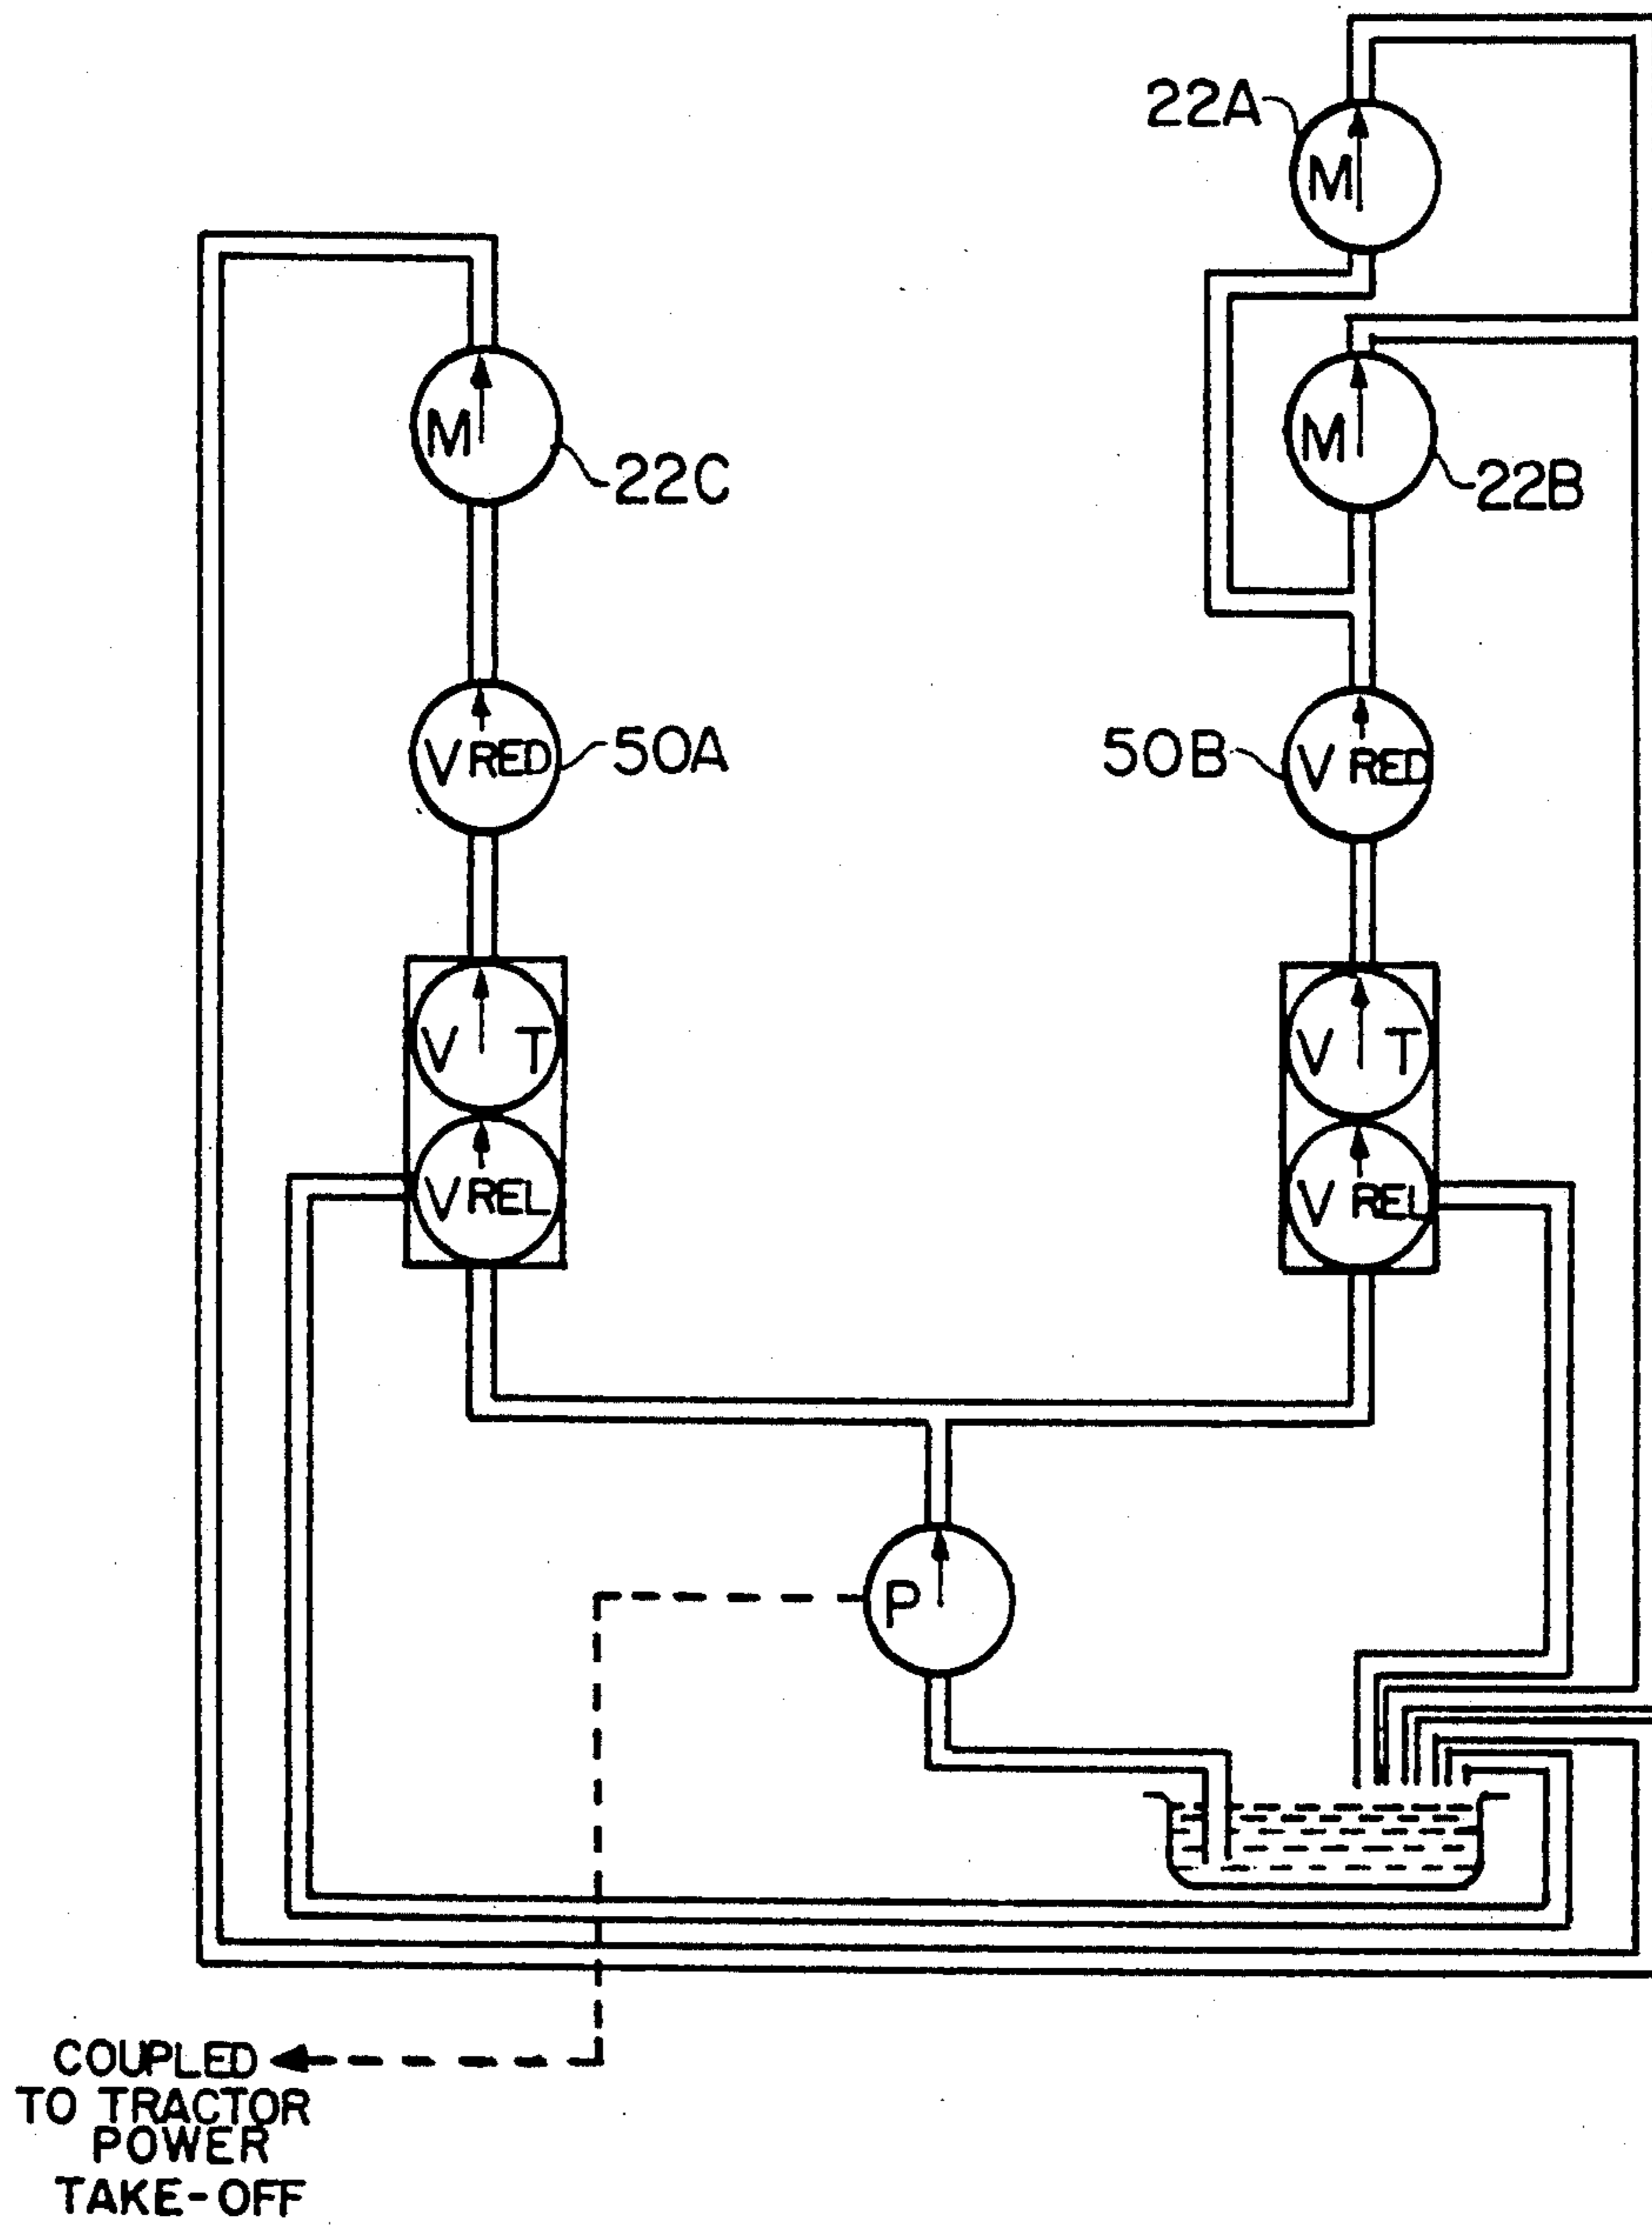 22A
M
M
22C
M
22B
V RED
50A
50B
V RED
V T
V T
V REL
V REL
P
COUPLED
TO TRACTOR
POWER
TAKE-OFF